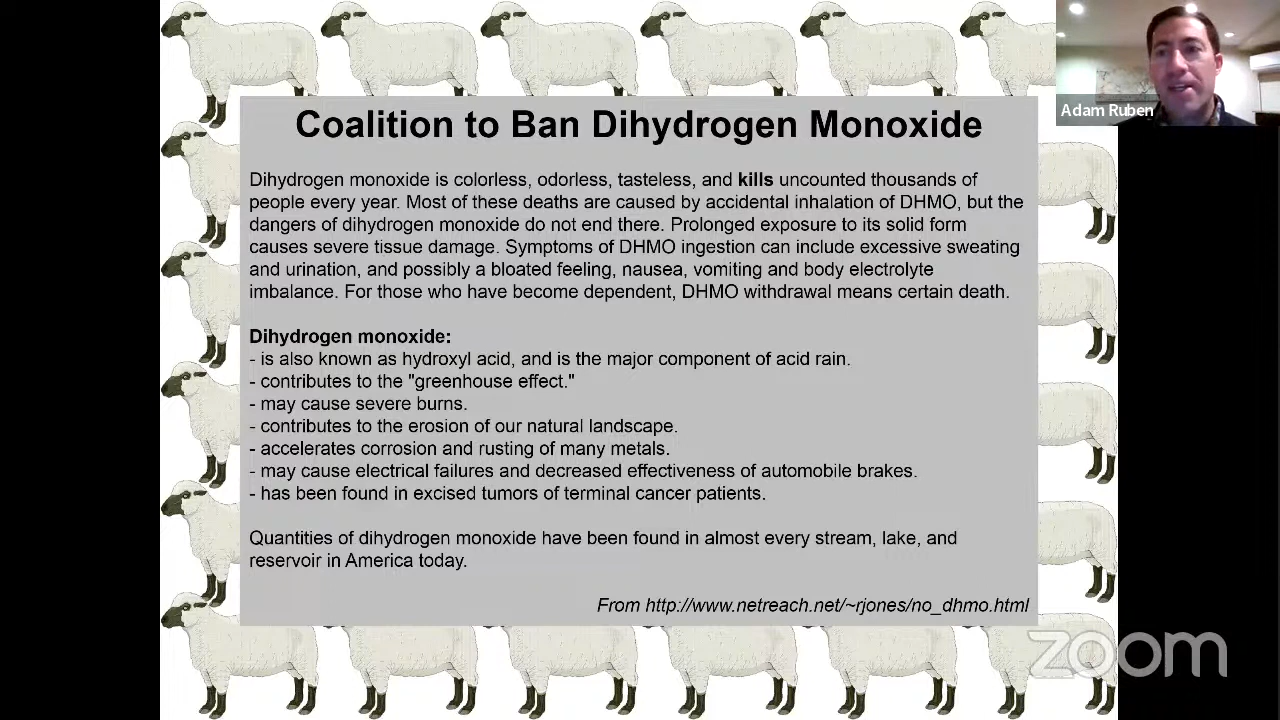 Coalition to Ban Dihydrogen Monoxide
Adam Ruben
Dihydrogen monoxide is colorless, odorless, tasteless, and kills uncounted thousands of
people every year. Most of these deaths are caused by accidental inhalation of DHMO, but the
dangers of dihydrogen monoxide do not end there. Prolonged exposure to its solid form
causes severe tissue damage. Symptoms of DHMO ingestion can include excessive sweating
and urination, and possibly a bloated feeling, nausea, vomiting and body electrolyte
imbalance. For those who have become dependent, DHMO withdrawal means certain death.
Dihydrogen monoxide:
- is also known as hydroxyl acid, and is the major component of acid rain.
- contributes to the "greenhouse effect."
- may cause severe burns.
- contributes to the erosion of our natural landscape.
- accelerates corrosion and rusting of many metals.
- may cause electrical failures and decreased effectiveness of automobile brakes.
- has been found in excised tumors of terminal cancer patients.
Quantities of dihydrogen monoxide have been found in almost every stream, lake, and
reservoir in America today.
From http://www.netreach.net/~rjones/no_dhmo.html
zoom